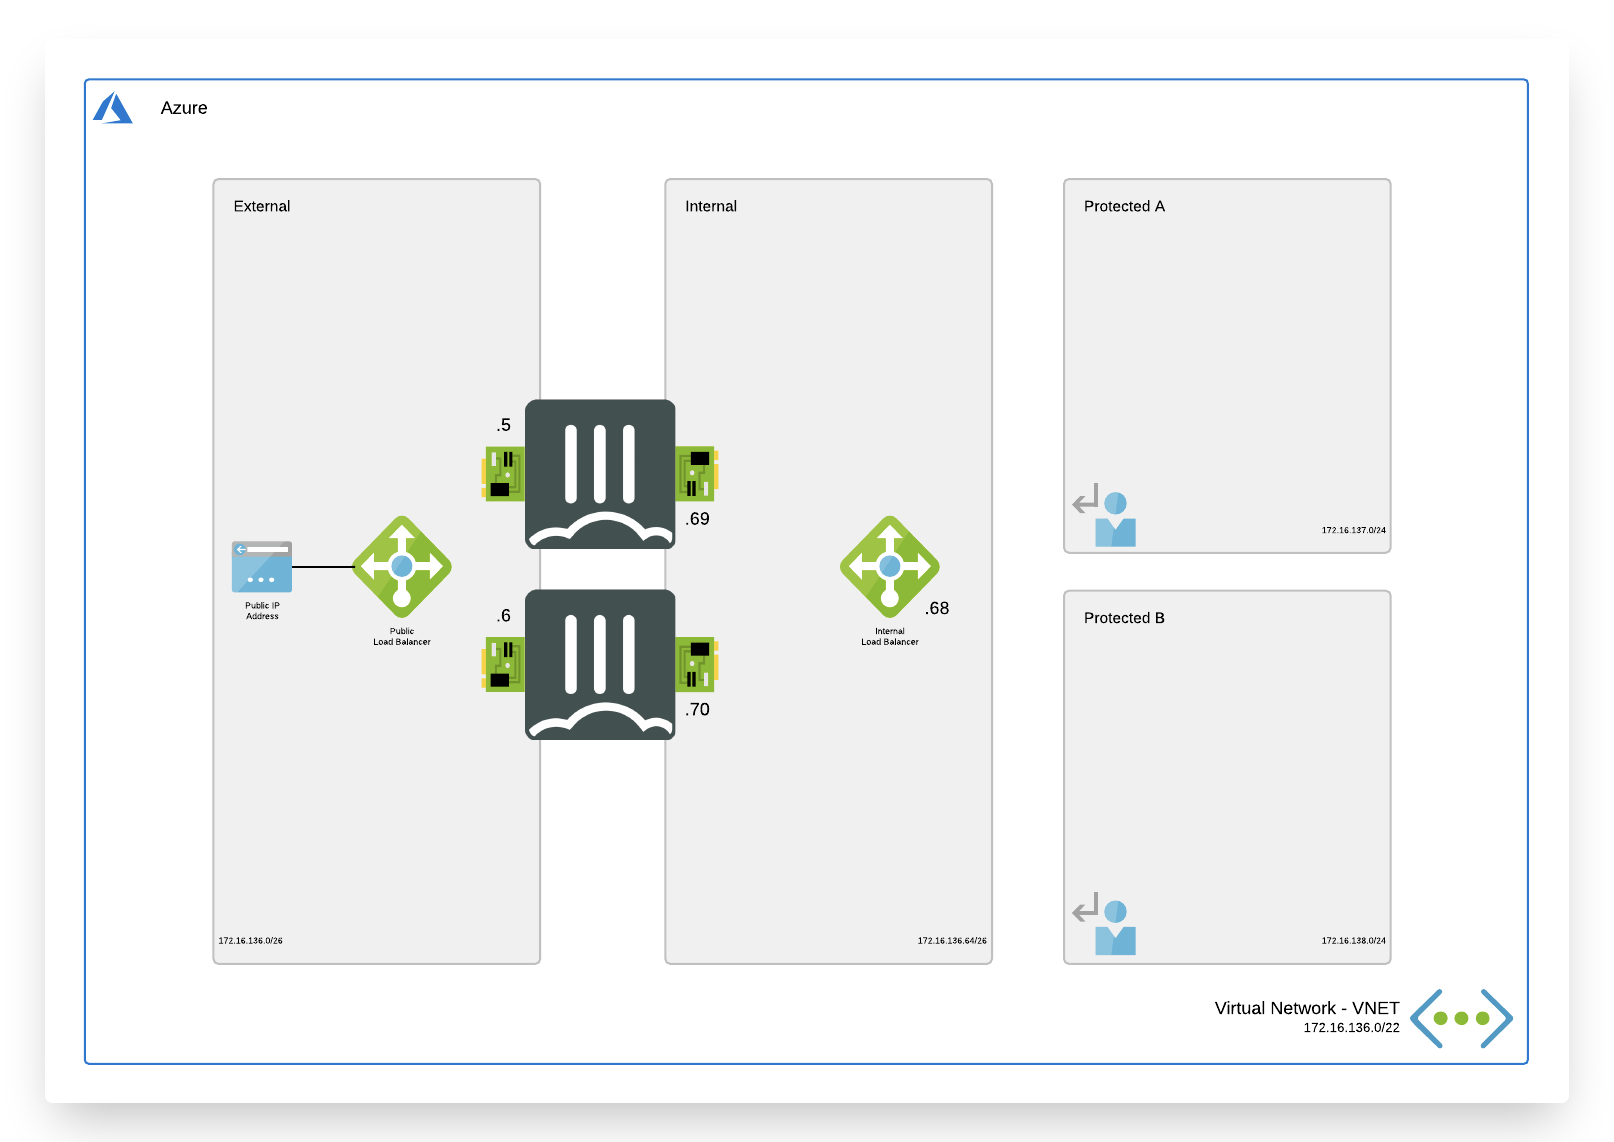 Azure
External
Internal
Protected A
.5
.69
172.16.137.0/24
Public IP
Address
Public
Load Balancer
.6
.70
.68
Internal
Load Balancer
Protected B
172.16.136.0/26
172.16.136.64/26
172.16.138.0/24
Virtual Network - VNET
172.16.136.0/22